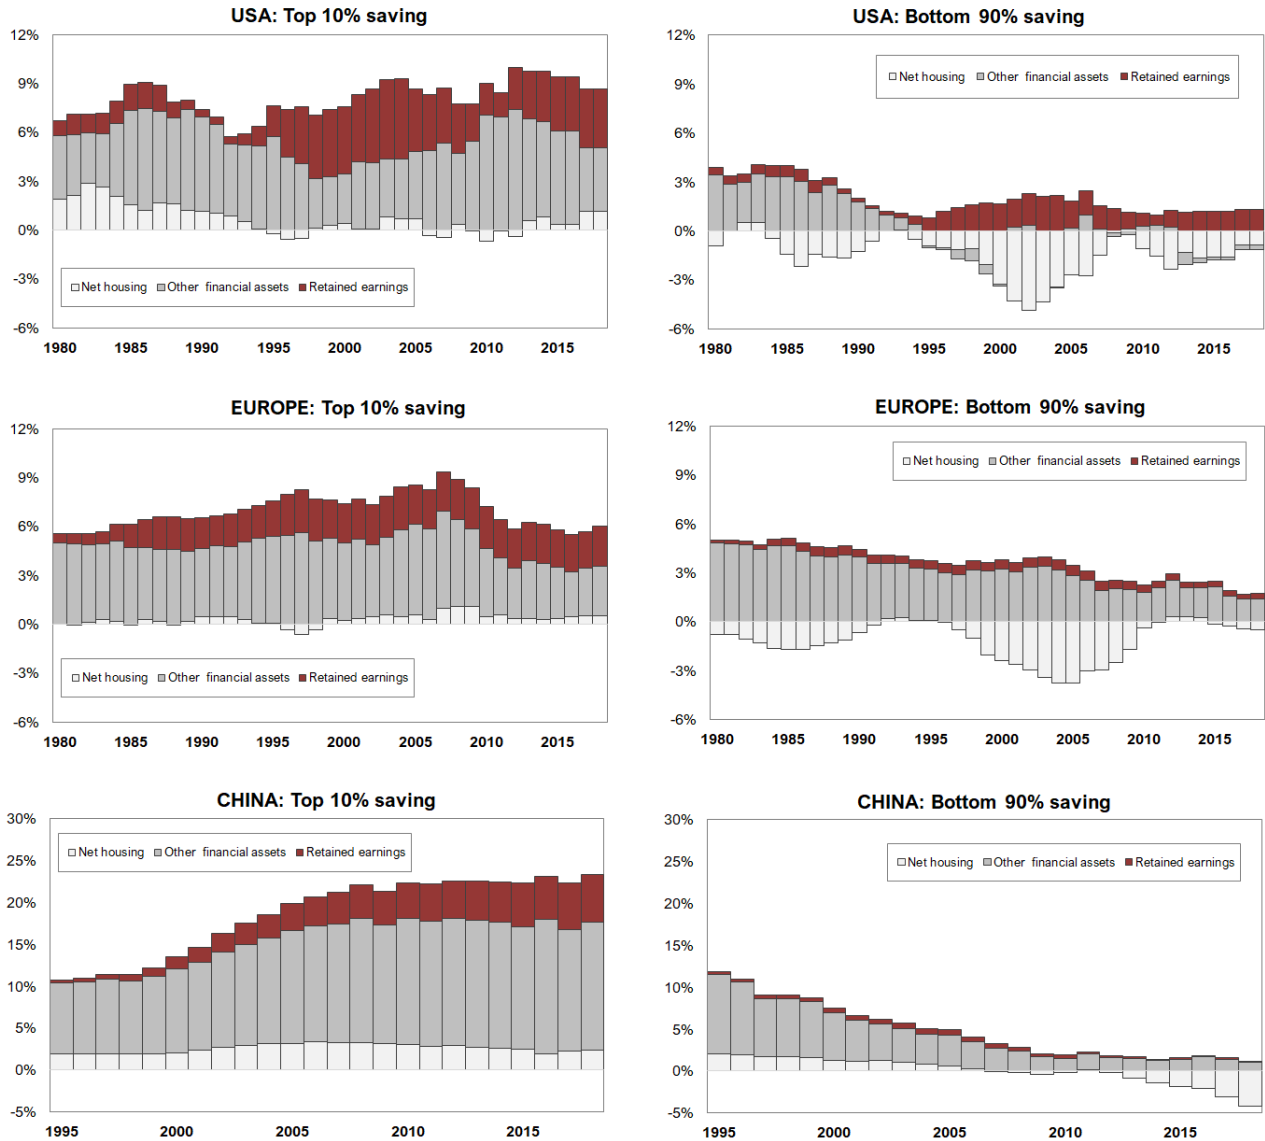 USA: Top 10% saving
12%
9%
6%
3%
0%
-3%
-6%
Net housing Other financial assets Retained earnings
1980 1985 1990 1995 2000 2005 2010 2015
USA: Bottom 90% saving
12%
9%
6%
3%
0%
-3%
-6%
Net housing Other financial assets Retained earnings
1980 1985 1990 1995 2000 2005 2010 2015
EUROPE: Top 10% saving
12%
9%
6%
3%
0%
-3%
-6%
Net housing Other financial assets Retained earnings
1980 1985 1990 1995 2000 2005 2010 2015
EUROPE: Bottom 90% saving
12%
9%
6%
3%
0%
-3%
-6%
Net housing Other financial assets Retained earnings
1980 1985 1990 1995 2000 2005 2010 2015
CHINA: Top 10% saving
30%
25%
20%
15%
10%
5%
0%
-5%
Net housing Other financial assets Retained earnings
1995 2000 2005 2010 2015
CHINA: Bottom 90% saving
30%
25%
20%
15%
10%
5%
0%
-5%
Net housing Other financial assets Retained earnings
1995 2000 2005 2010 2015